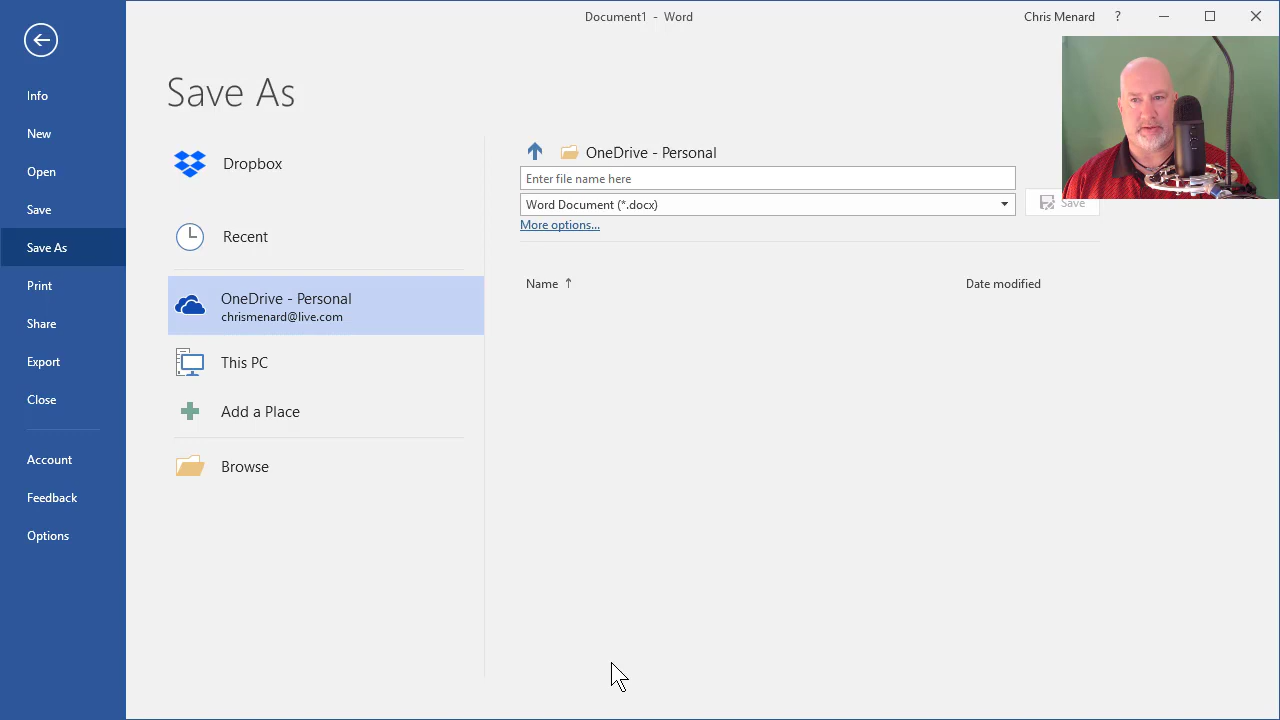 Document1 - Word
Chris Menard
?
Info
New
Open
Save
Save As
Print
Share
Export
Close
Account
Feedback
Options
Save As
Dropbox
Recent
OneDrive - Personal
chrismenard@live.com
This PC
Add a Place
Browse
OneDrive - Personal
Enter file name here
Word Document (*.docx)
Save
More options...
Name ↑
Date modified